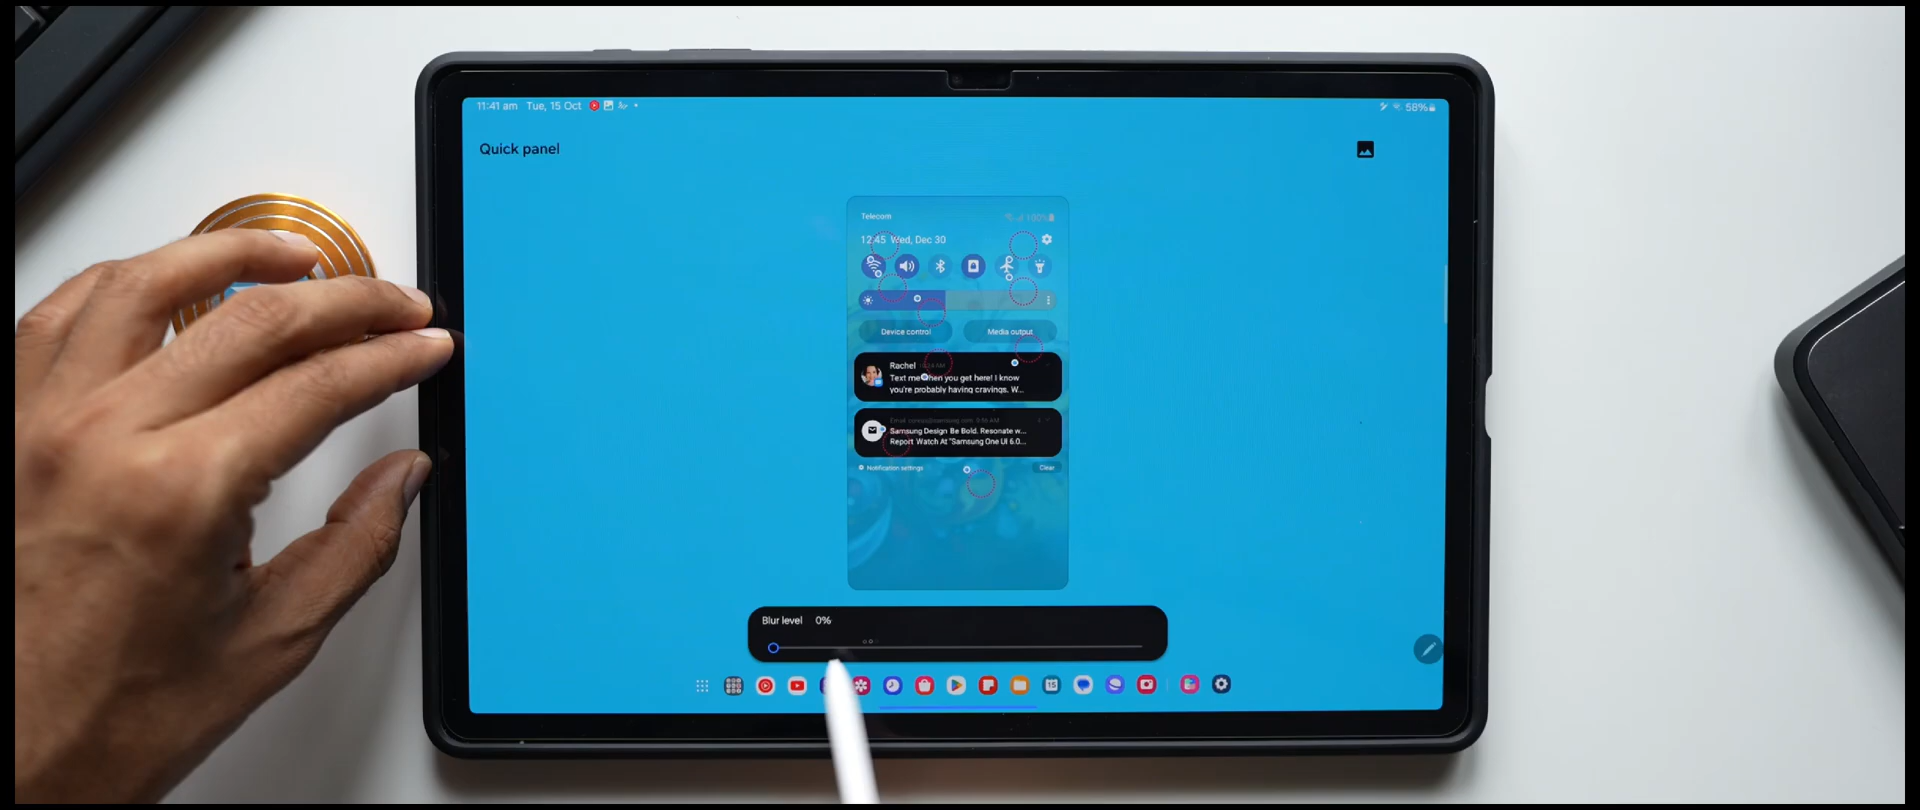 11:41 am Tue, 15 Oct
58%
Quick panel
Telecom
100%
12:45 Wed, Dec 30
Device control
Media output
Rachel
Text me when you get here! I know
you're probably having cravings. W...
Samsung Design Be Bold. Resonate w...
Report Watch At "Samsung One UI 6.0...
Notification settings
Clear
Blur level 0%
15